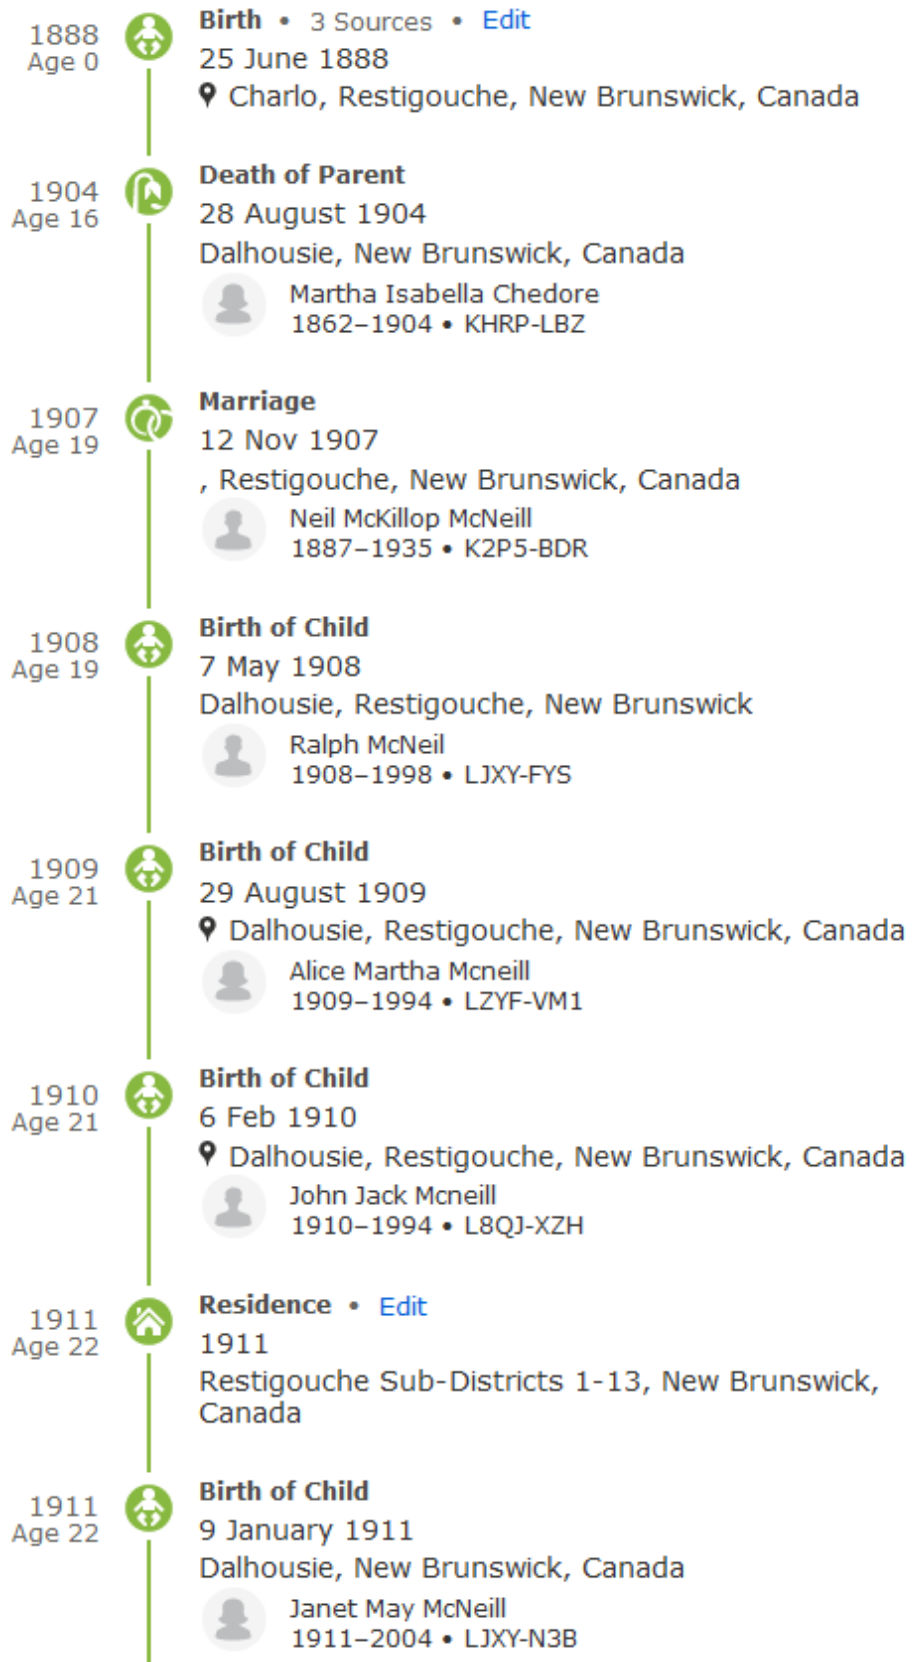 1888
Age 0
Birth • 3 Sources • Edit
25 June 1888
Charlo, Restigouche, New Brunswick, Canada
1904
Age 16
Death of Parent
28 August 1904
Dalhousie, New Brunswick, Canada
Martha Isabella Chedore
1862–1904 • KHRP-LBZ
1907
Age 19
Marriage
12 Nov 1907
, Restigouche, New Brunswick, Canada
Neil McKillop McNeill
1887–1935 • K2P5-BDR
1908
Age 19
Birth of Child
7 May 1908
Dalhousie, Restigouche, New Brunswick
Ralph McNeil
1908–1998 • LJXY-FYS
1909
Age 21
Birth of Child
29 August 1909
Dalhousie, Restigouche, New Brunswick, Canada
Alice Martha Mcneill
1909–1994 • LZYF-VM1
1910
Age 21
Birth of Child
6 Feb 1910
Dalhousie, Restigouche, New Brunswick, Canada
John Jack Mcneill
1910–1994 • L8QJ-XZH
1911
Age 22
Residence • Edit
1911
Restigouche Sub-Districts 1-13, New Brunswick,
Canada
1911
Age 22
Birth of Child
9 January 1911
Dalhousie, New Brunswick, Canada
Janet May McNeill
1911–2004 • LJXY-N3B